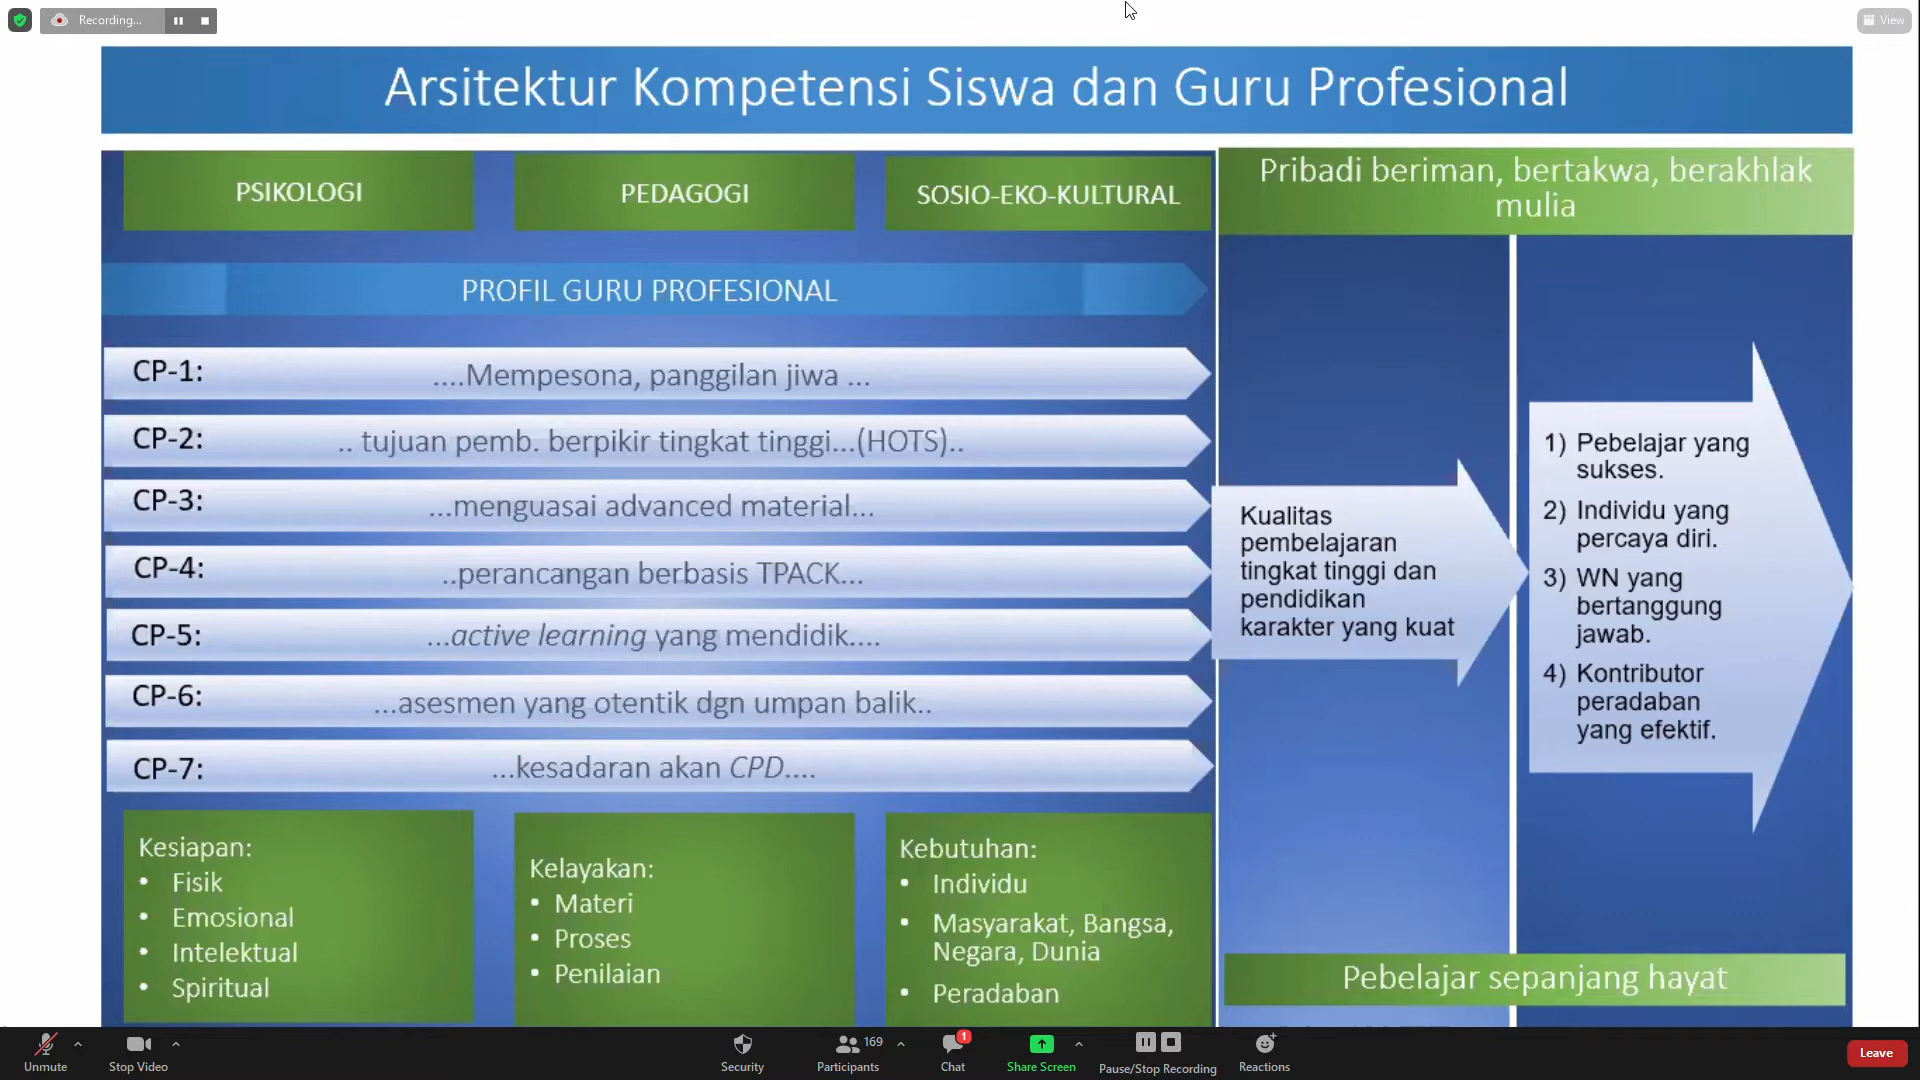 Recording...
View
Arsitektur Kompetensi Siswa dan Guru Profesional
PSIKOLOGI
PEDAGOGI
SOSIO-EKO-KULTURAL
Pribadi beriman, bertakwa, berakhlak
mulia
PROFIL GURU PROFESIONAL
CP-1: ....Mempesona, panggilan jiwa ...
CP-2: .. tujuan pemb. berpikir tingkat tinggi...(HOTS)..
CP-3: ...menguasai advanced material...
CP-4: ..perancangan berbasis TPACK...
CP-5: ...active learning yang mendidik....
CP-6: ...asesmen yang otentik dgn umpan balik..
CP-7: ...kesadaran akan CPD....
Kualitas
pembelajaran
tingkat tinggi dan
pendidikan
karakter yang kuat
1) Pebelajar yang
sukses.
2) Individu yang
percaya diri.
3) WN yang
bertanggung
jawab.
4) Kontributor
peradaban
yang efektif.
Kesiapan:
• Fisik
• Emosional
• Intelektual
• Spiritual
Kelayakan:
• Materi
• Proses
• Penilaian
Kebutuhan:
• Individu
• Masyarakat, Bangsa,
Negara, Dunia
• Peradaban
Pebelajar sepanjang hayat
Unmute
Stop Video
Security
Participants 169
Chat 1
Share Screen
Pause/Stop Recording
Reactions
Leave